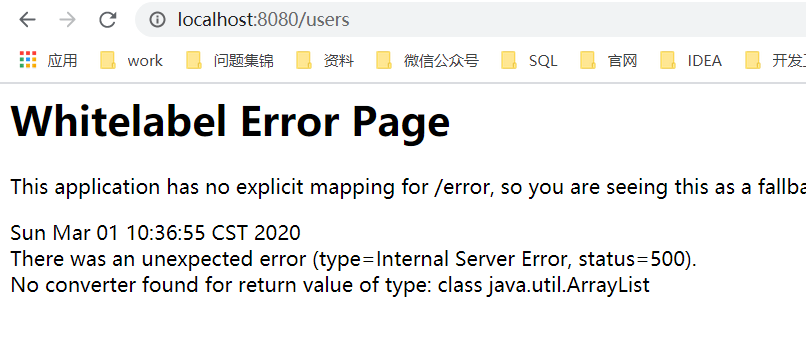 localhost:8080/users
应用 work 问题集锦 资料 微信公众号 SQL 官网 IDEA 开发
Whitelabel Error Page
This application has no explicit mapping for /error, so you are seeing this as a fallba
Sun Mar 01 10:36:55 CST 2020
There was an unexpected error (type=Internal Server Error, status=500).
No converter found for return value of type: class java.util.ArrayList